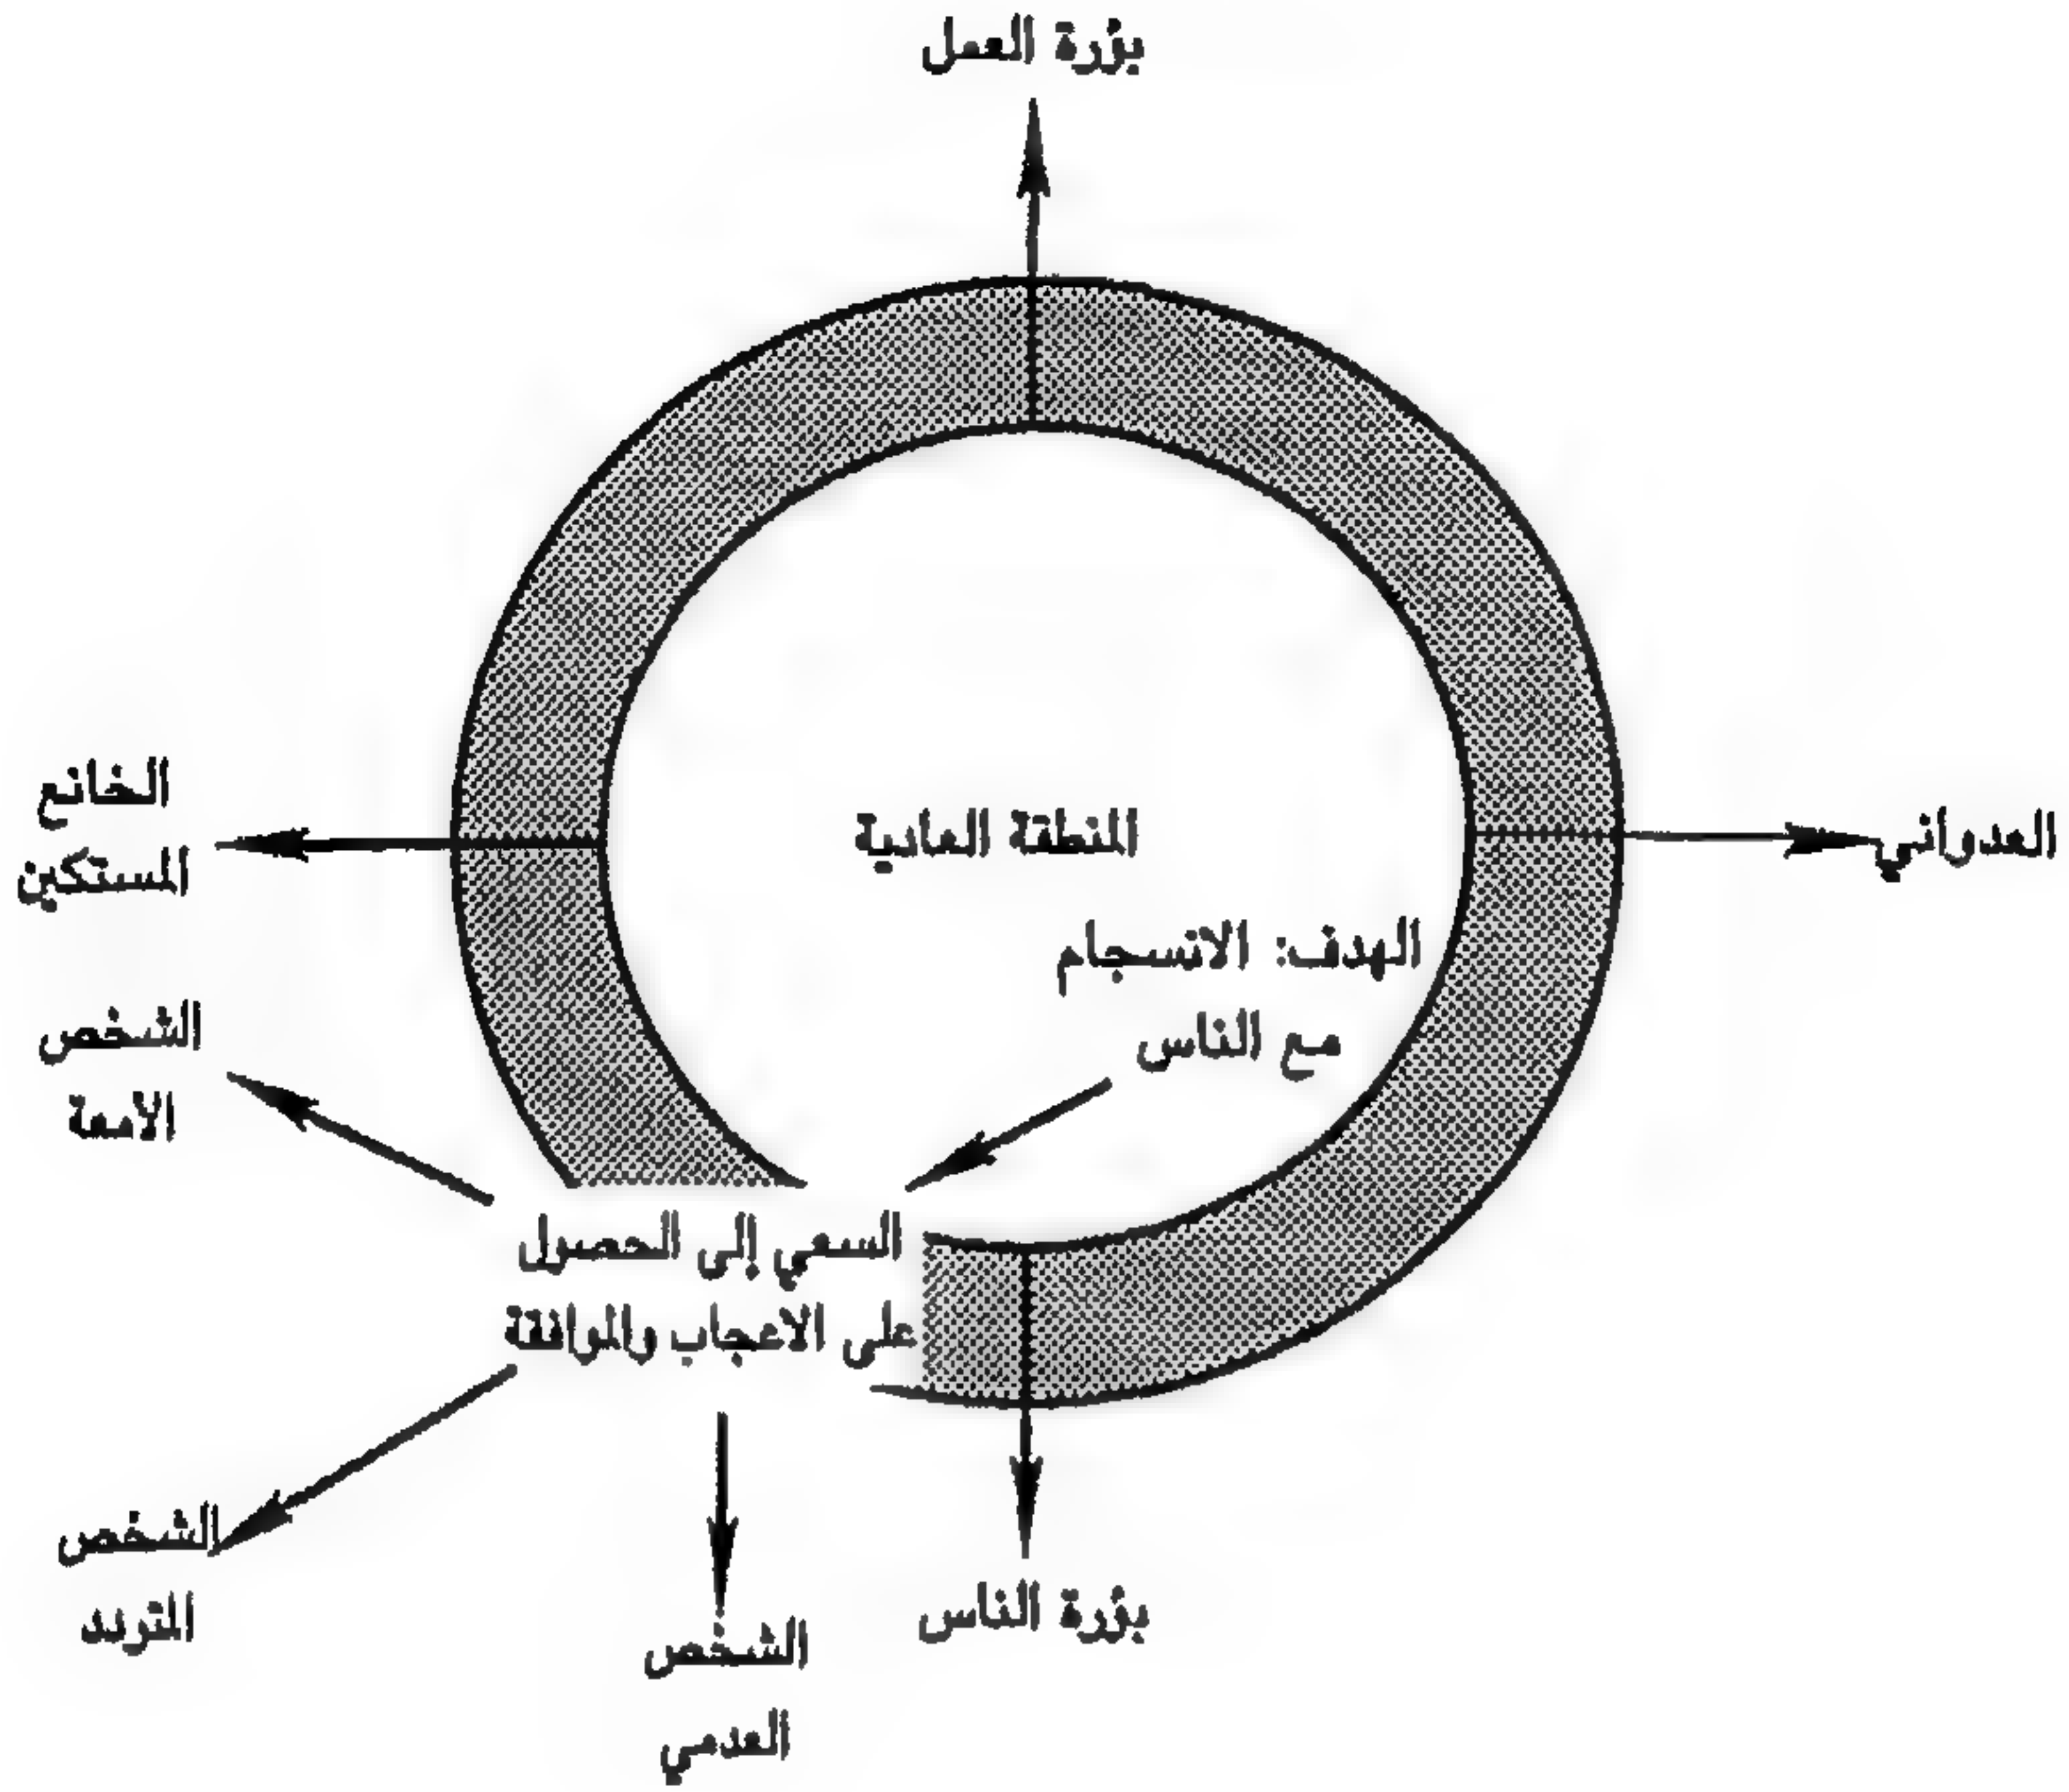 بؤرة العمل
الخانع
المستكين
المنطقة العادية
العدواني
الهدف: الانسجام
مع الناس
الشخص
الامعة
السعي إلى الحصول
على الاعجاب والموافقة
الشخص
المتردد
الشخص
العدمي
بؤرة الناس